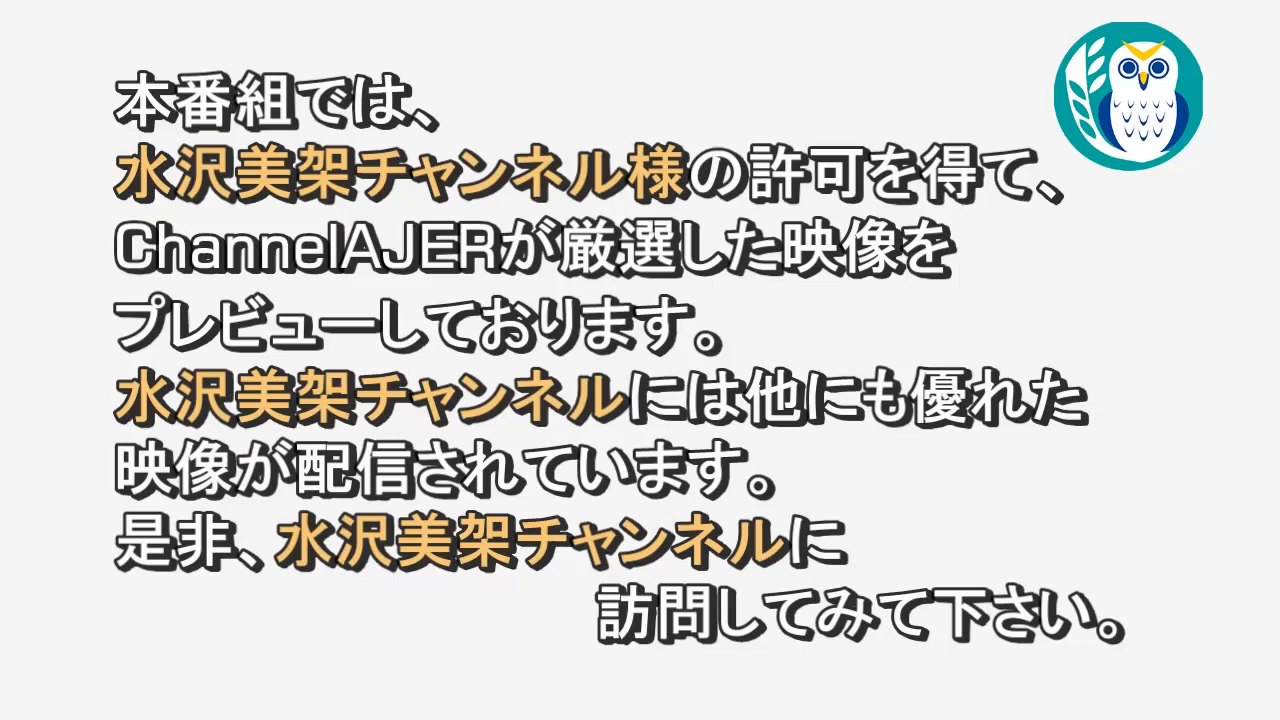 本番組では、
水沢美架チャンネル様の許可を得て、
ChannelAJERが厳選した映像を
プレビューしております。
水沢美架チャンネルには他にも優れた
映像が配信されています。
是非、水沢美架チャンネルに
訪問してみて下さい。